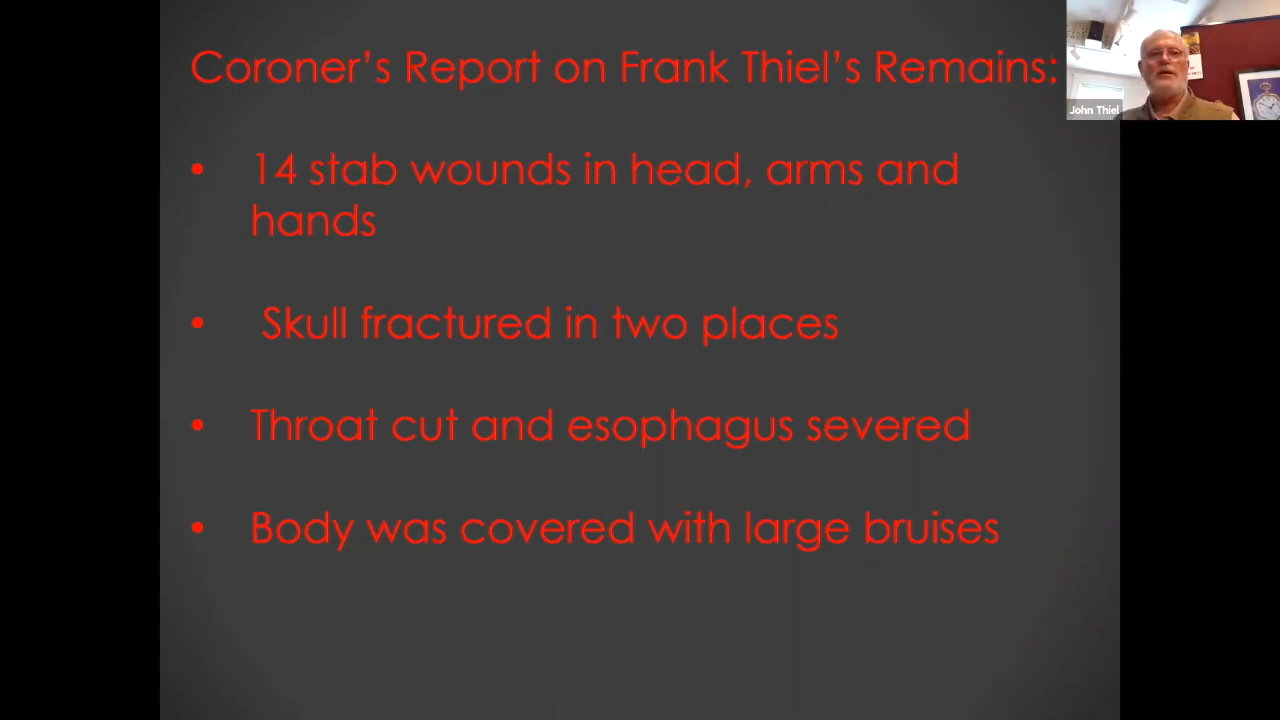 Coroner's Report on Frank Thiel's Remains:
• 14 stab wounds in head, arms and
hands
• Skull fractured in two places
• Throat cut and esophagus severed
• Body was covered with large bruises
John Thiel